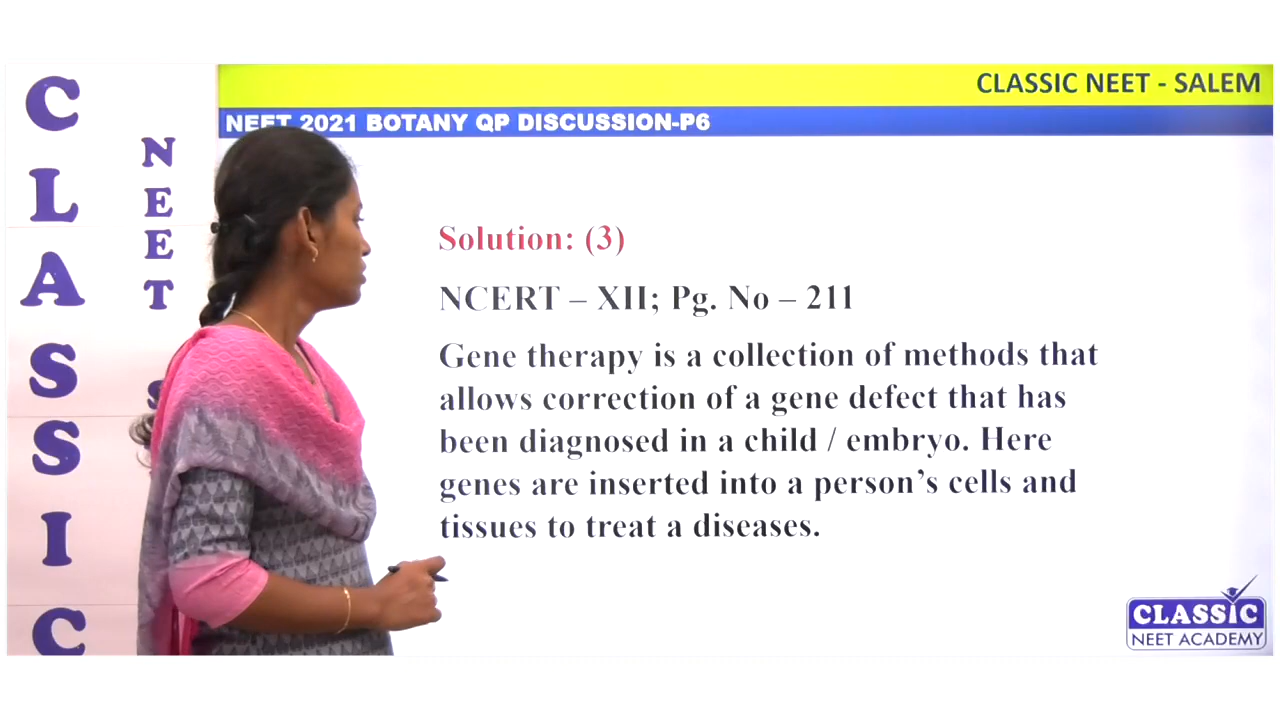 CLASSIC
NEET
S
CLASSIC NEET - SALEM
NEET 2021 BOTANY QP DISCUSSION-P6
Solution: (3)
NCERT – XII; Pg. No – 211
Gene therapy is a collection of methods that
allows correction of a gene defect that has
been diagnosed in a child / embryo. Here
genes are inserted into a person's cells and
tissues to treat a diseases.
CLASSIC
NEET ACADEMY